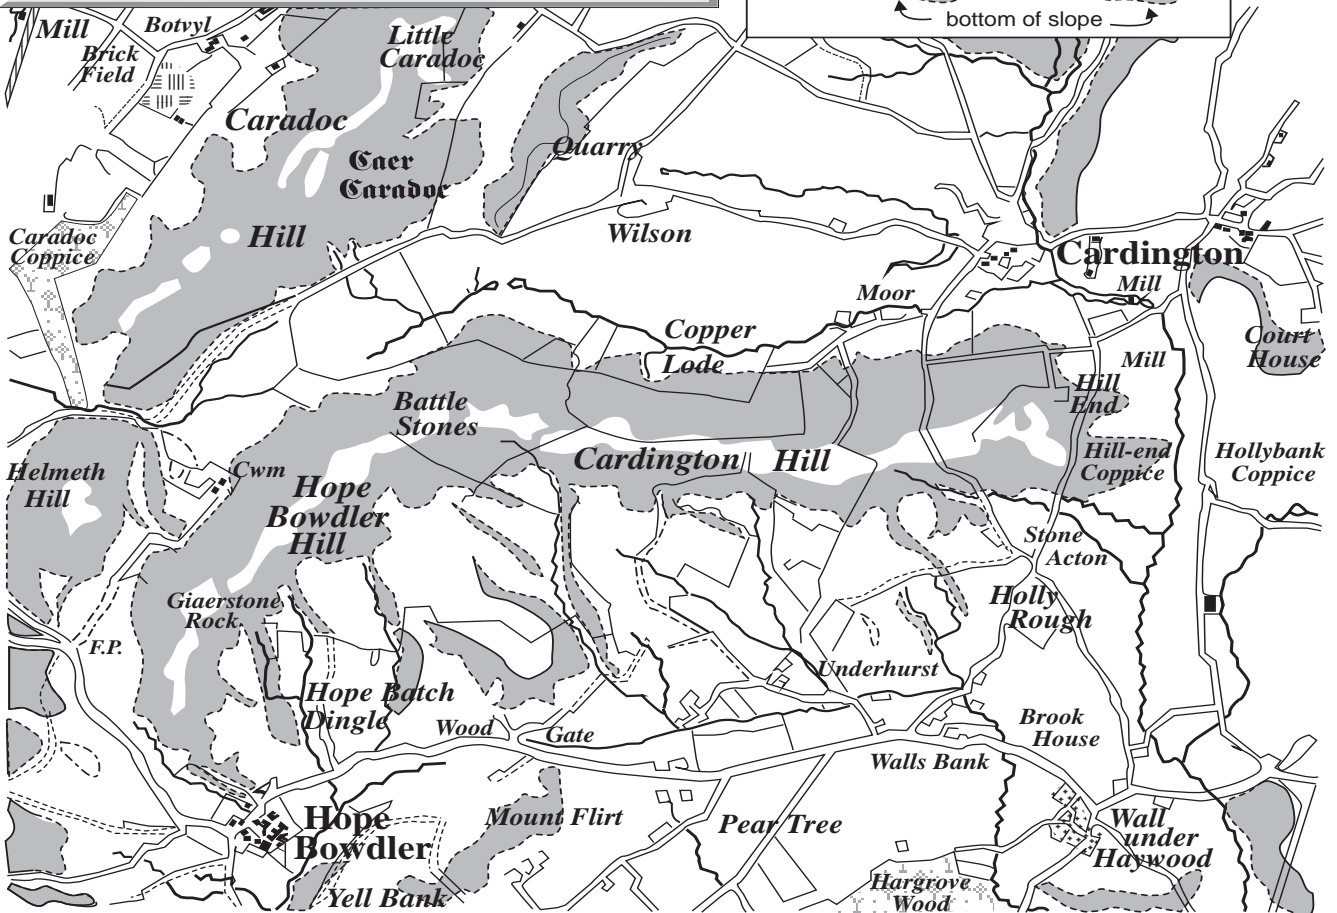 bottom of slope
Mill
Botvyl
Brick
Field
Little
Caradoc
Caradoc
Quarry
Caer
Caradoc
Hill
Wilson
Caradoc
Coppice
Cardington
Mill
Moor
Copper
Lode
Court
House
Mill
Hill
End
Battle
Stones
Cardington Hill
Hill-end
Coppice
Hollybank
Coppice
Helmeth
Hill
Cwm
Hope
Bowdler
Hill
Stone
Acton
Giaerstone
Rock
Holly
Rough
F.P.
Underhurst
Hope Batch
Dingle
Wood
Gate
Brook
House
Walls Bank
Hope
Bowdler
Mount Flirt
Pear Tree
Wall
under
Haywood
Yell Bank
Hargrove
Wood